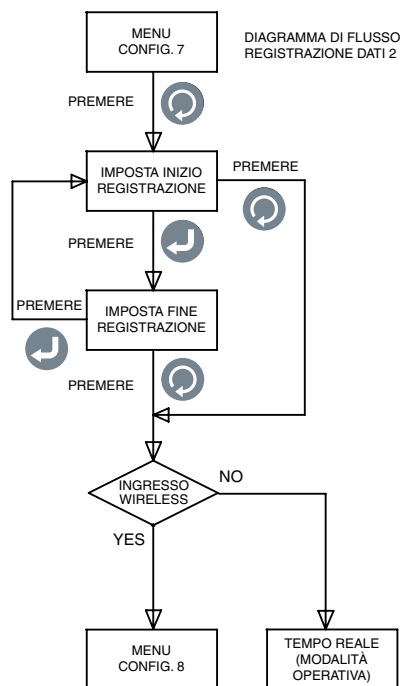 MENU
CONFIG. 7
DIAGRAMMA DI FLUSSO
REGISTRAZIONE DATI 2
PREMERE
IMPOSTA INIZIO
REGISTRAZIONE
PREMERE
PREMERE
IMPOSTA FINE
REGISTRAZIONE
PREMERE
PREMERE
INGRESSO
WIRELESS
NO
YES
MENU
CONFIG. 8
TEMPO REALE
(MODALITÀ
OPERATIVA)